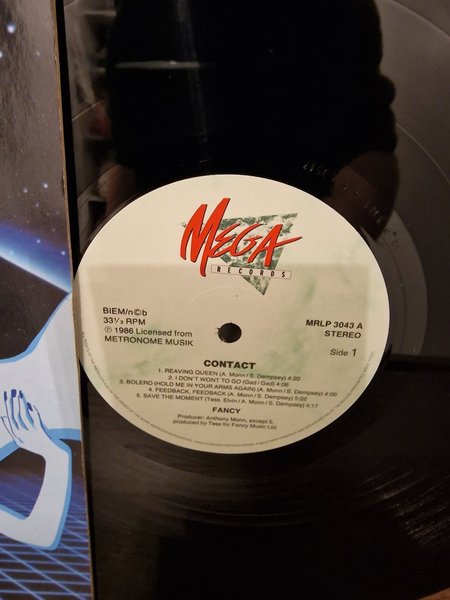 MEGA
RECORDS
BIEM/n©b
33⅓ RPM
℗ 1986 Licensed from
METRONOME MUSIK
MRLP 3043 A
STEREO
Side 1
CONTACT
1. REAVING QUEEN (A. Monn/S. Dempsey) 4:20
2. I DON'T WONT TO GO (Gad/Gad) 4:06
3. BOLERO (HOLD ME IN YOUR ARMS AGAIN) (A. Monn/S. Dempsey) 4:00
4. FEEDBACK, FEEDBACK (A. Monn/S. Dempsey) 5:02
5. SAVE THE MOMENT (Tess, Elvin/A. Monn/S. Dempsey) 4:17
FANCY
Producer: Anthony Monn, except 5,
produced by Tess for Fancy Music Ltd.